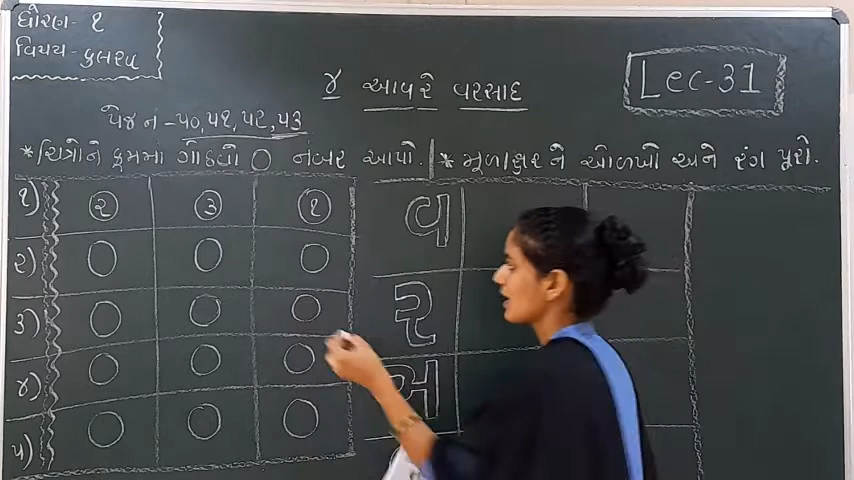 ધોરણ- ૧
વિષય- કુલરવ
૪ આવરે વરસાદ
Lec-31
પેજ નં -૫૦,૫૧,૫૨,૫૩
*ચિત્રોને ક્રમમા ગોઠવી ○ નંબર આપો.
* મૂળાક્ષર ને ઓળખો અને રંગ પૂરો.
૧) ૨ ૩ ૧
૨)
૩)
૪)
૫)
વ
ર
અ